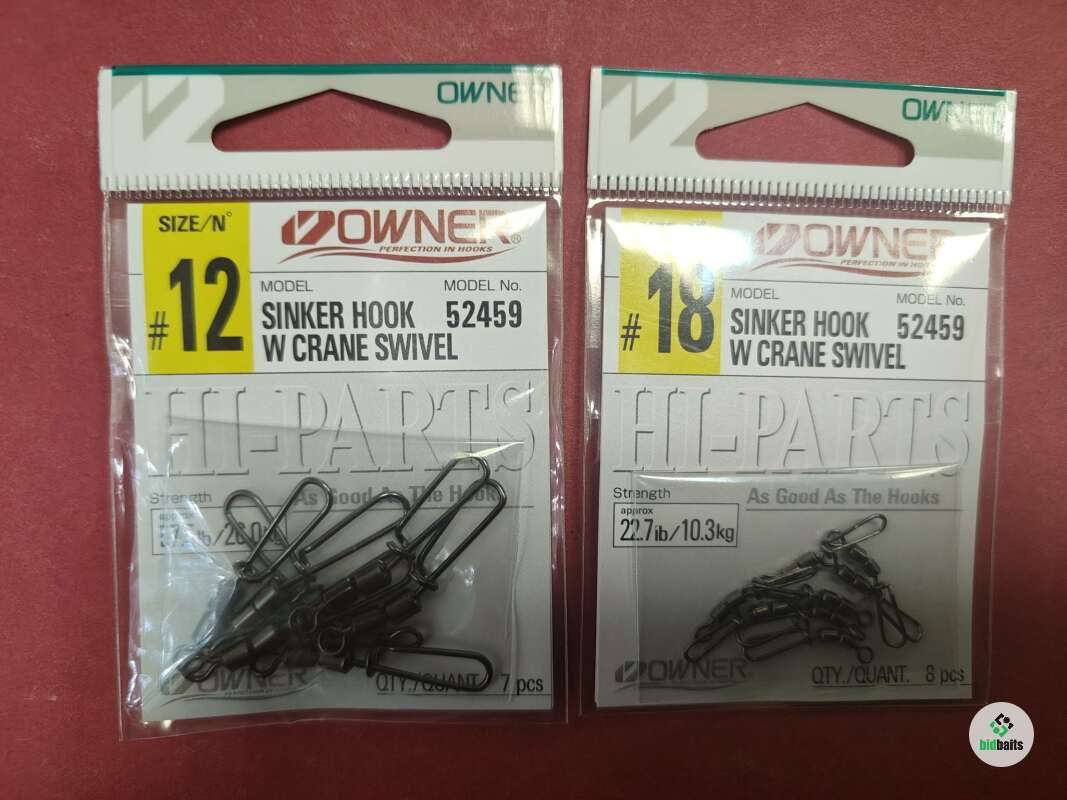 OWNE
SIZE/N°
#12
OWNER®
PERFECTION IN HOOKS
MODEL
MODEL No.
SINKER HOOK
52459
W CRANE SWIVEL
HI-PARTS
As Good As The Hooks
Strength
OWNER
QTY./QUANT. 7 pcs
OWNER
#18
OWNER
PERFECTION IN HOOKS
MODEL
MODEL No.
SINKER HOOK
52459
W CRANE SWIVEL
HI-PARTS
Strength
As Good As The Hooks
approx
22.7lb/10.3kg
OWNER
QTY./QUANT. 8 pcs
bidbaits